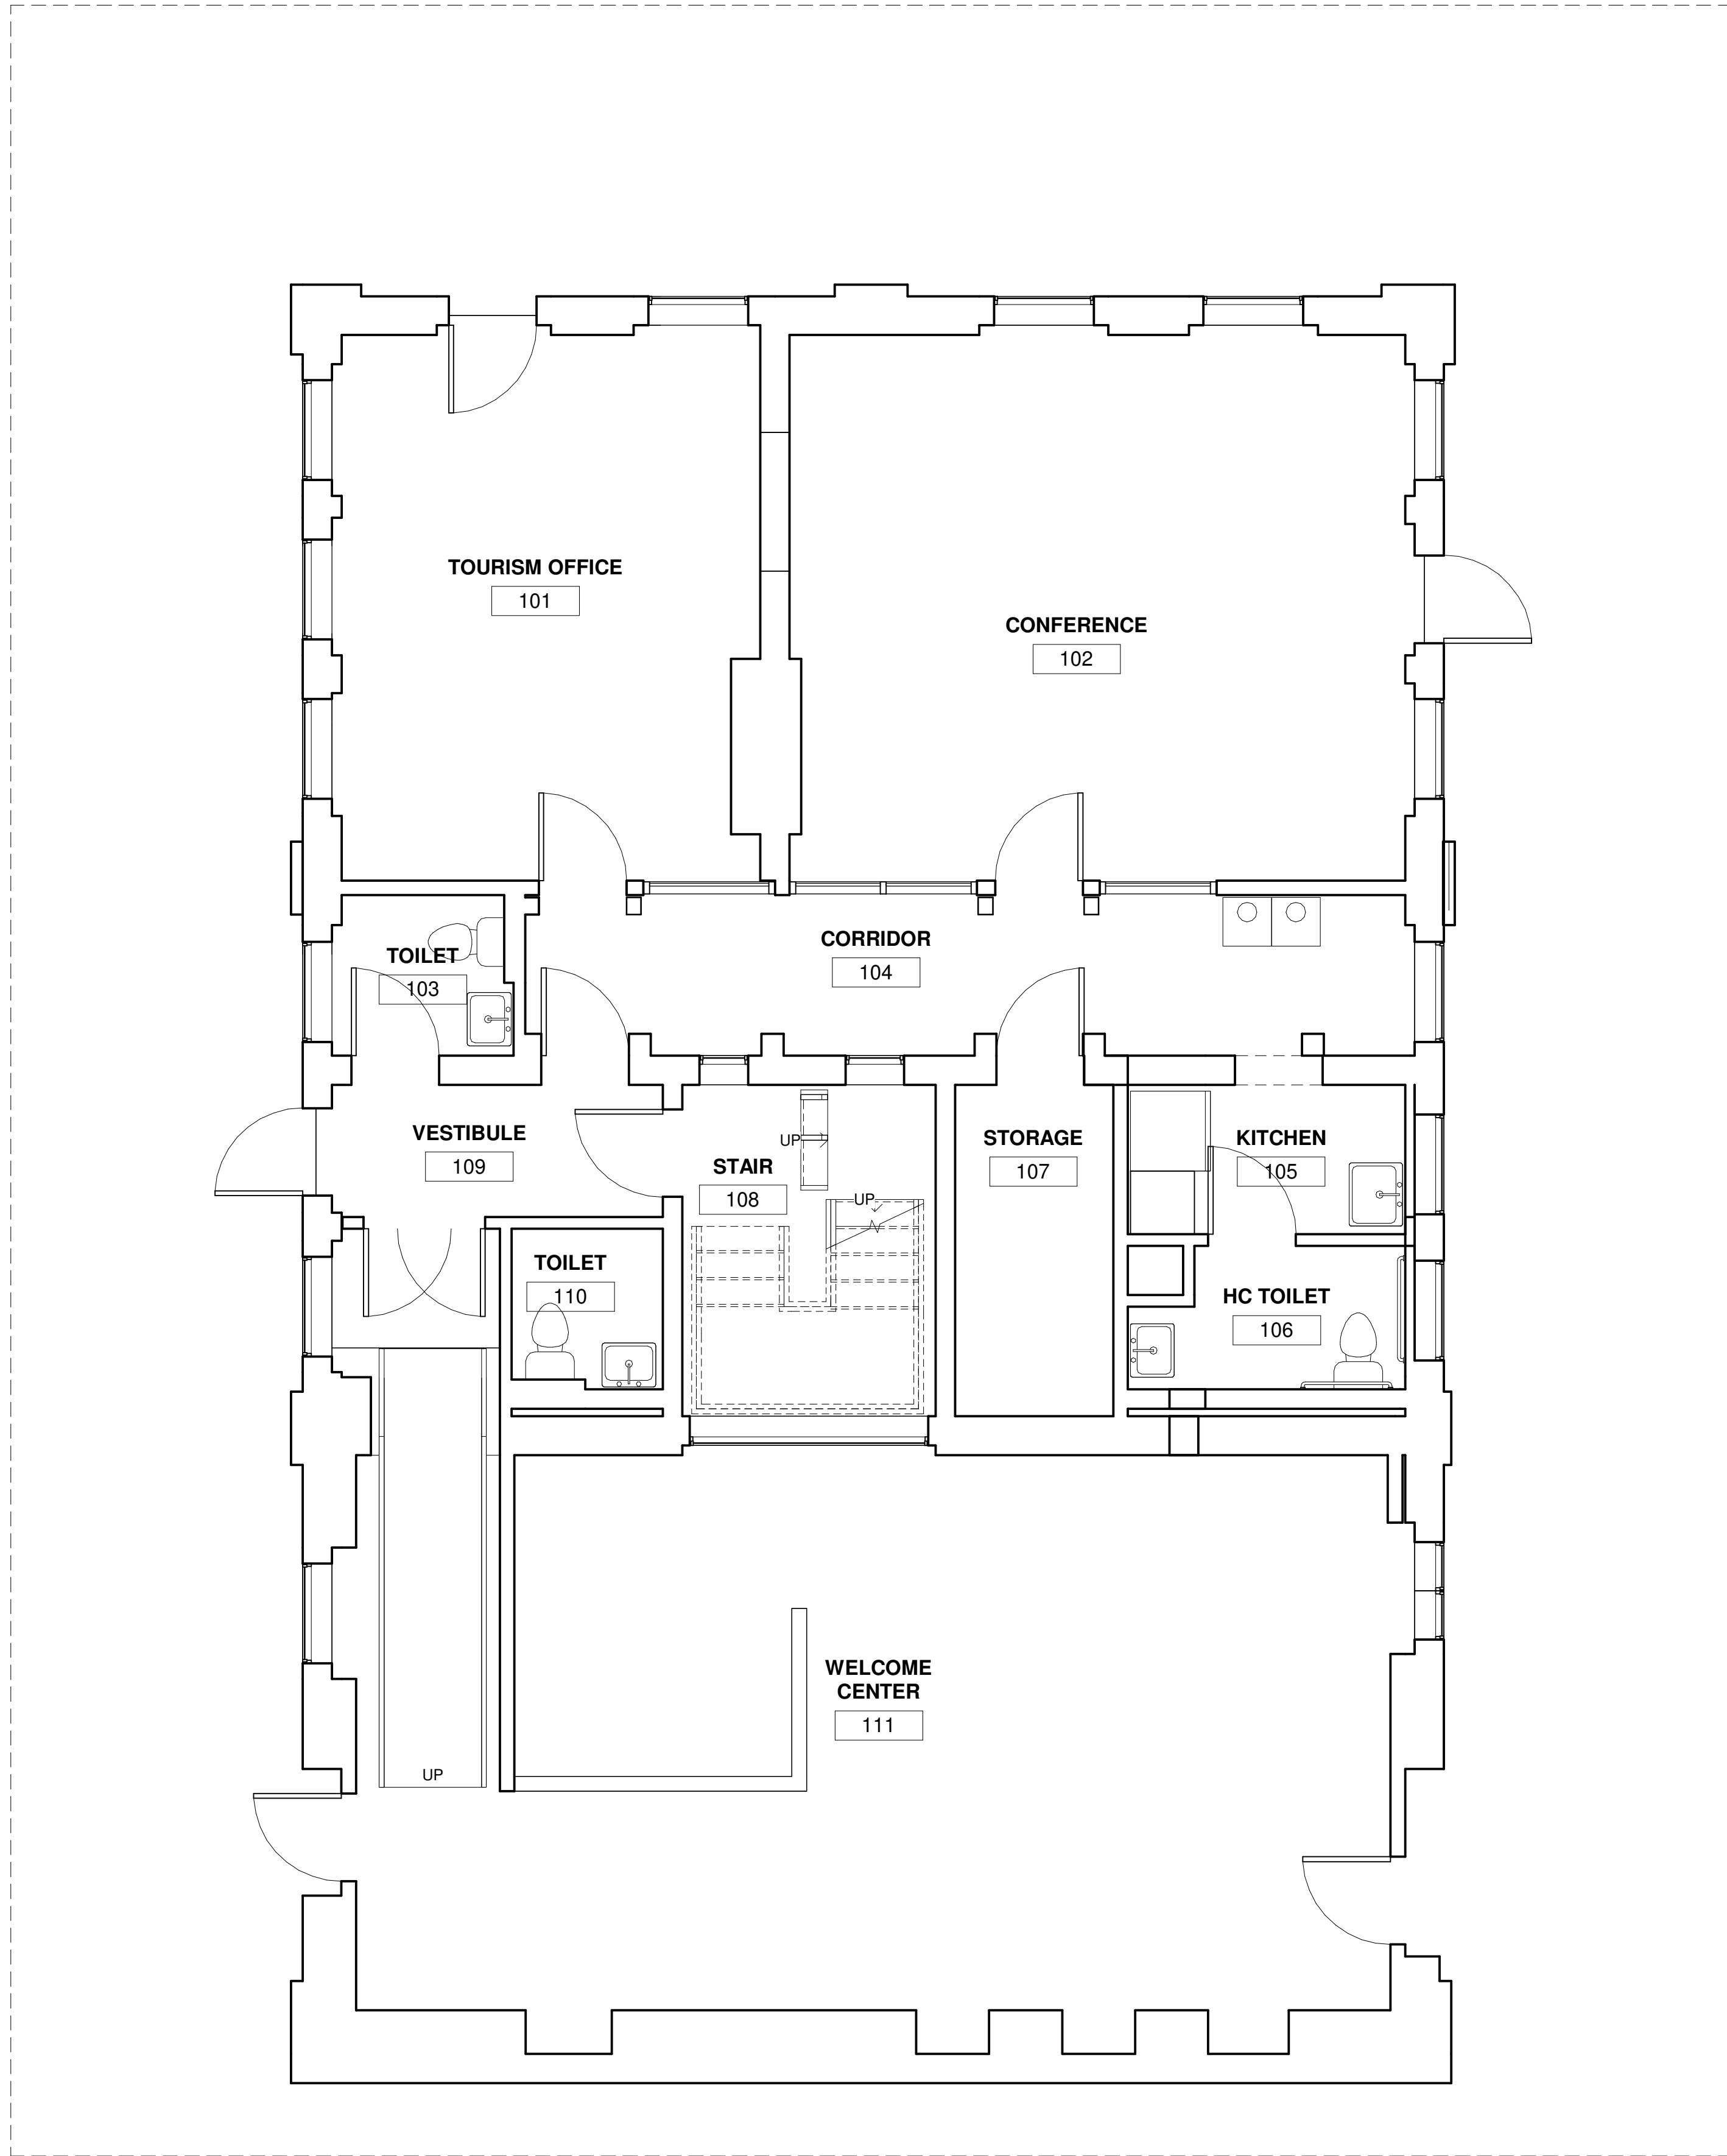 TOURISM OFFICE
101
CONFERENCE
102
TOILET
103
CORRIDOR
104
VESTIBULE
109
STAIR
108
UP
UP
STORAGE
107
KITCHEN
105
TOILET
110
HC TOILET
106
WELCOME
CENTER
111
UP